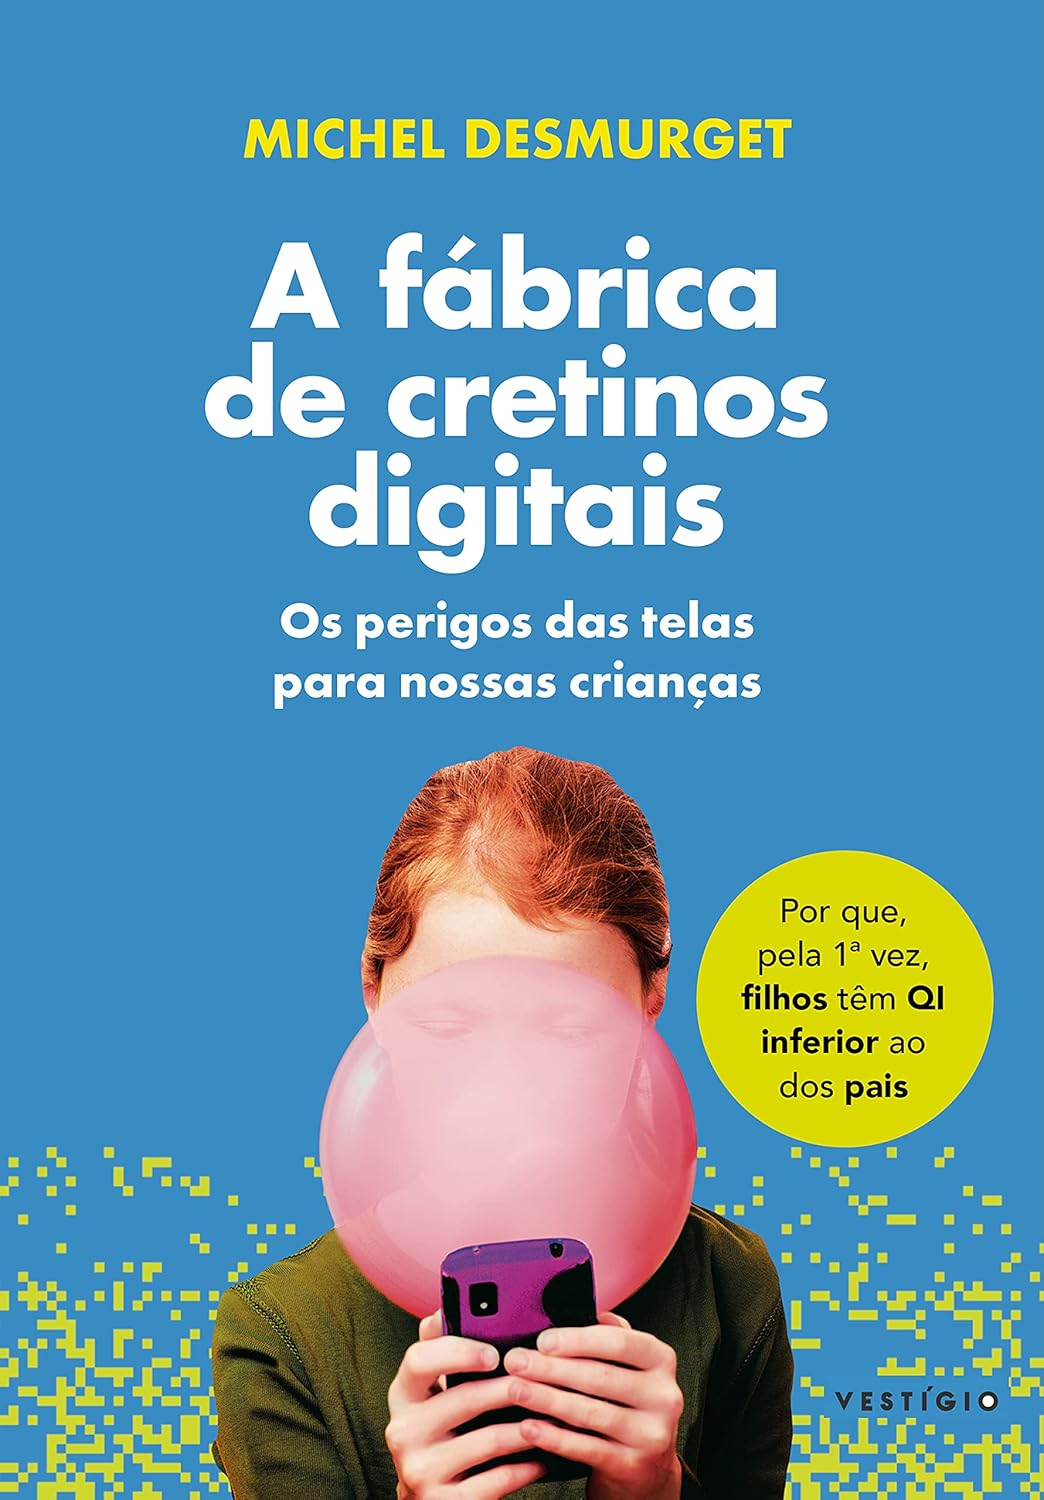 MICHEL DESMURGET
A fábrica
de cretinos
digitais
Os perigos das telas
para nossas crianças
Por que,
pela 1ª vez,
filhos têm QI
inferior ao
dos pais
VESTÍGIO